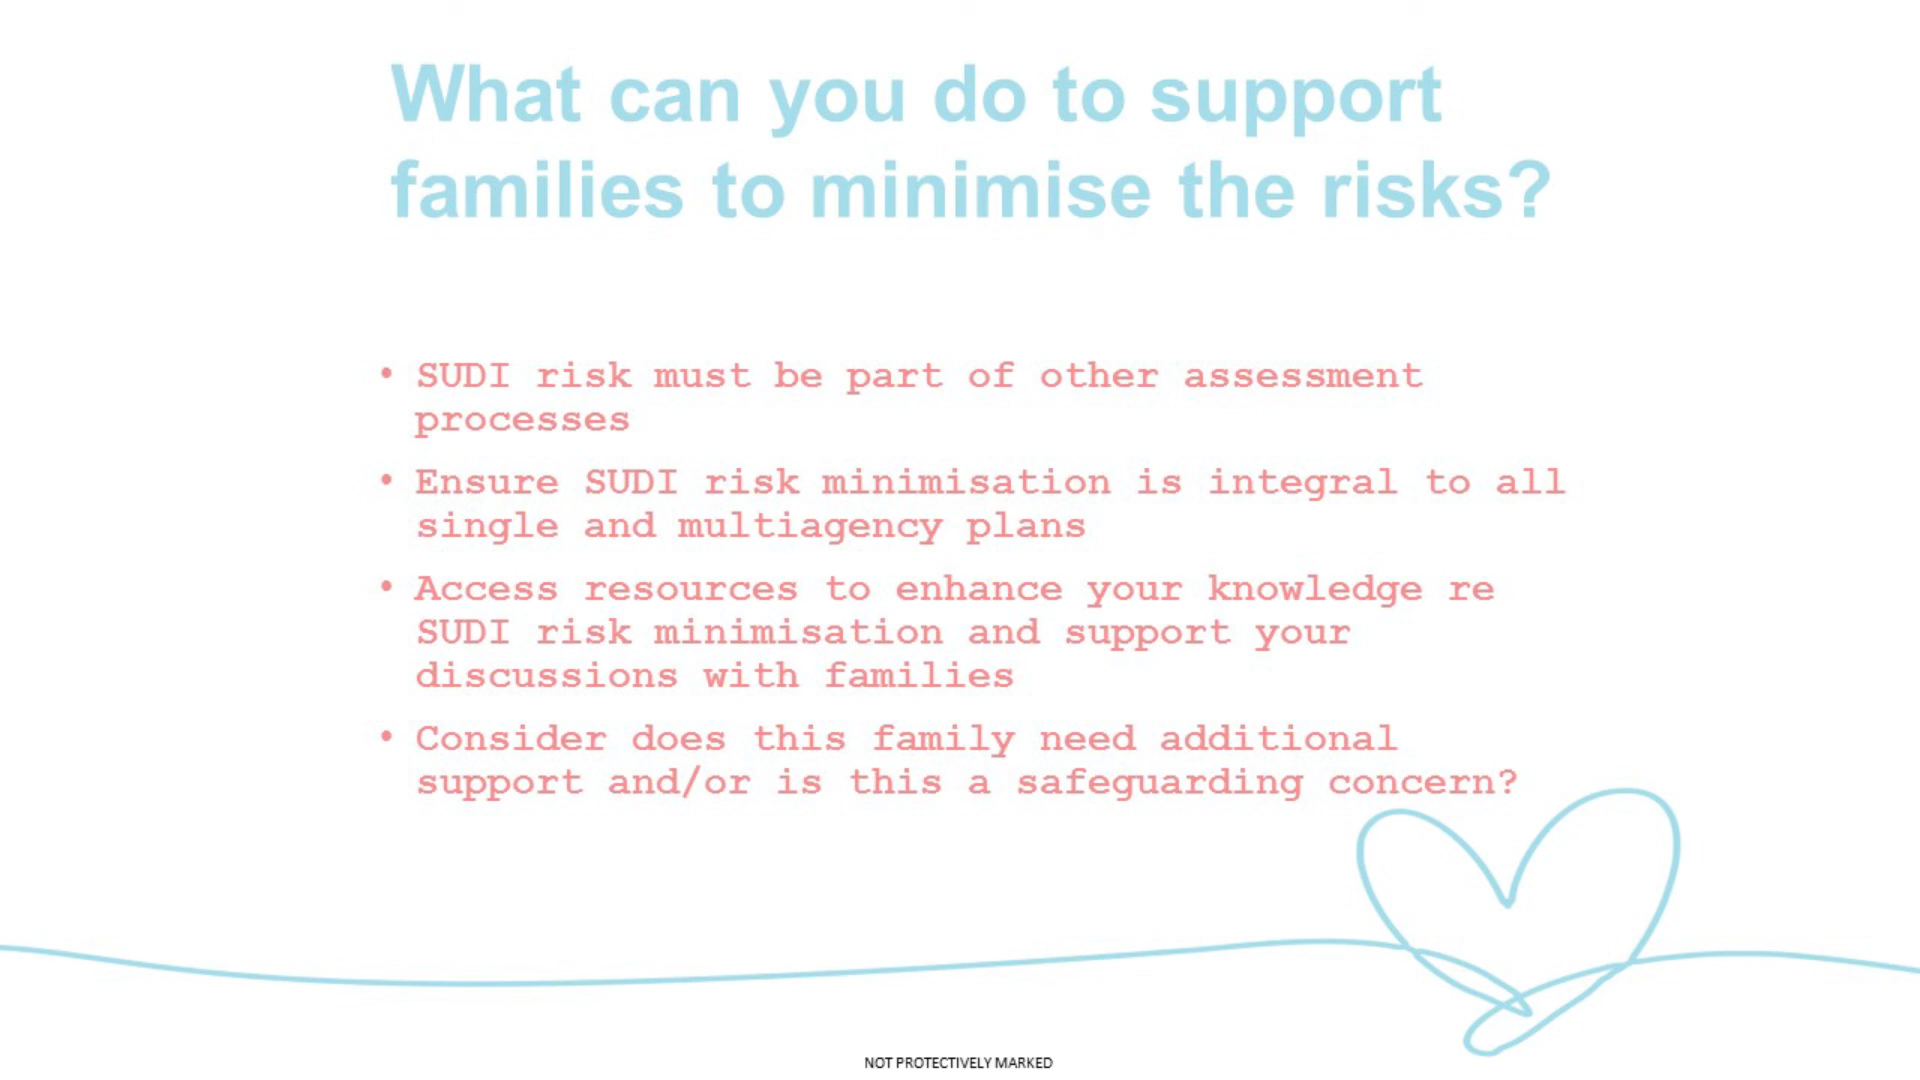 What can you do to support
families to minimise the risks?
• SUDI risk must be part of other assessment
processes
• Ensure SUDI risk minimisation is integral to all
single and multiagency plans
• Access resources to enhance your knowledge re
SUDI risk minimisation and support your
discussions with families
• Consider does this family need additional
support and/or is this a safeguarding concern?
NOT PROTECTIVELY MARKED